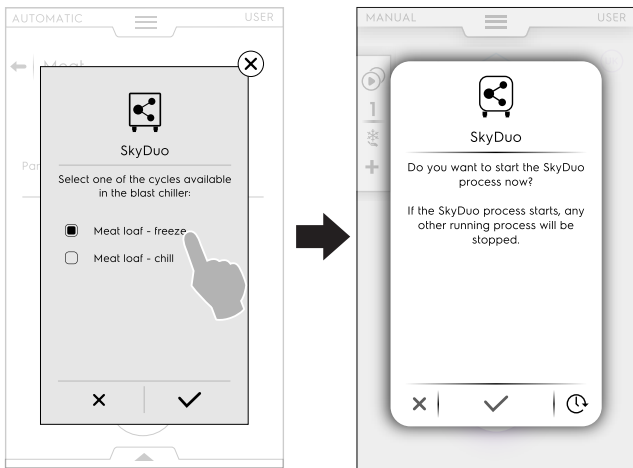 AUTOMATIC USER
Meat
SkyDuo
Select one of the cycles available
in the blast chiller:
Meat loaf - freeze
Meat loaf - chill
MANUAL USER
1
SkyDuo
Do you want to start the SkyDuo
process now?
If the SkyDuo process starts, any
other running process will be
stopped.